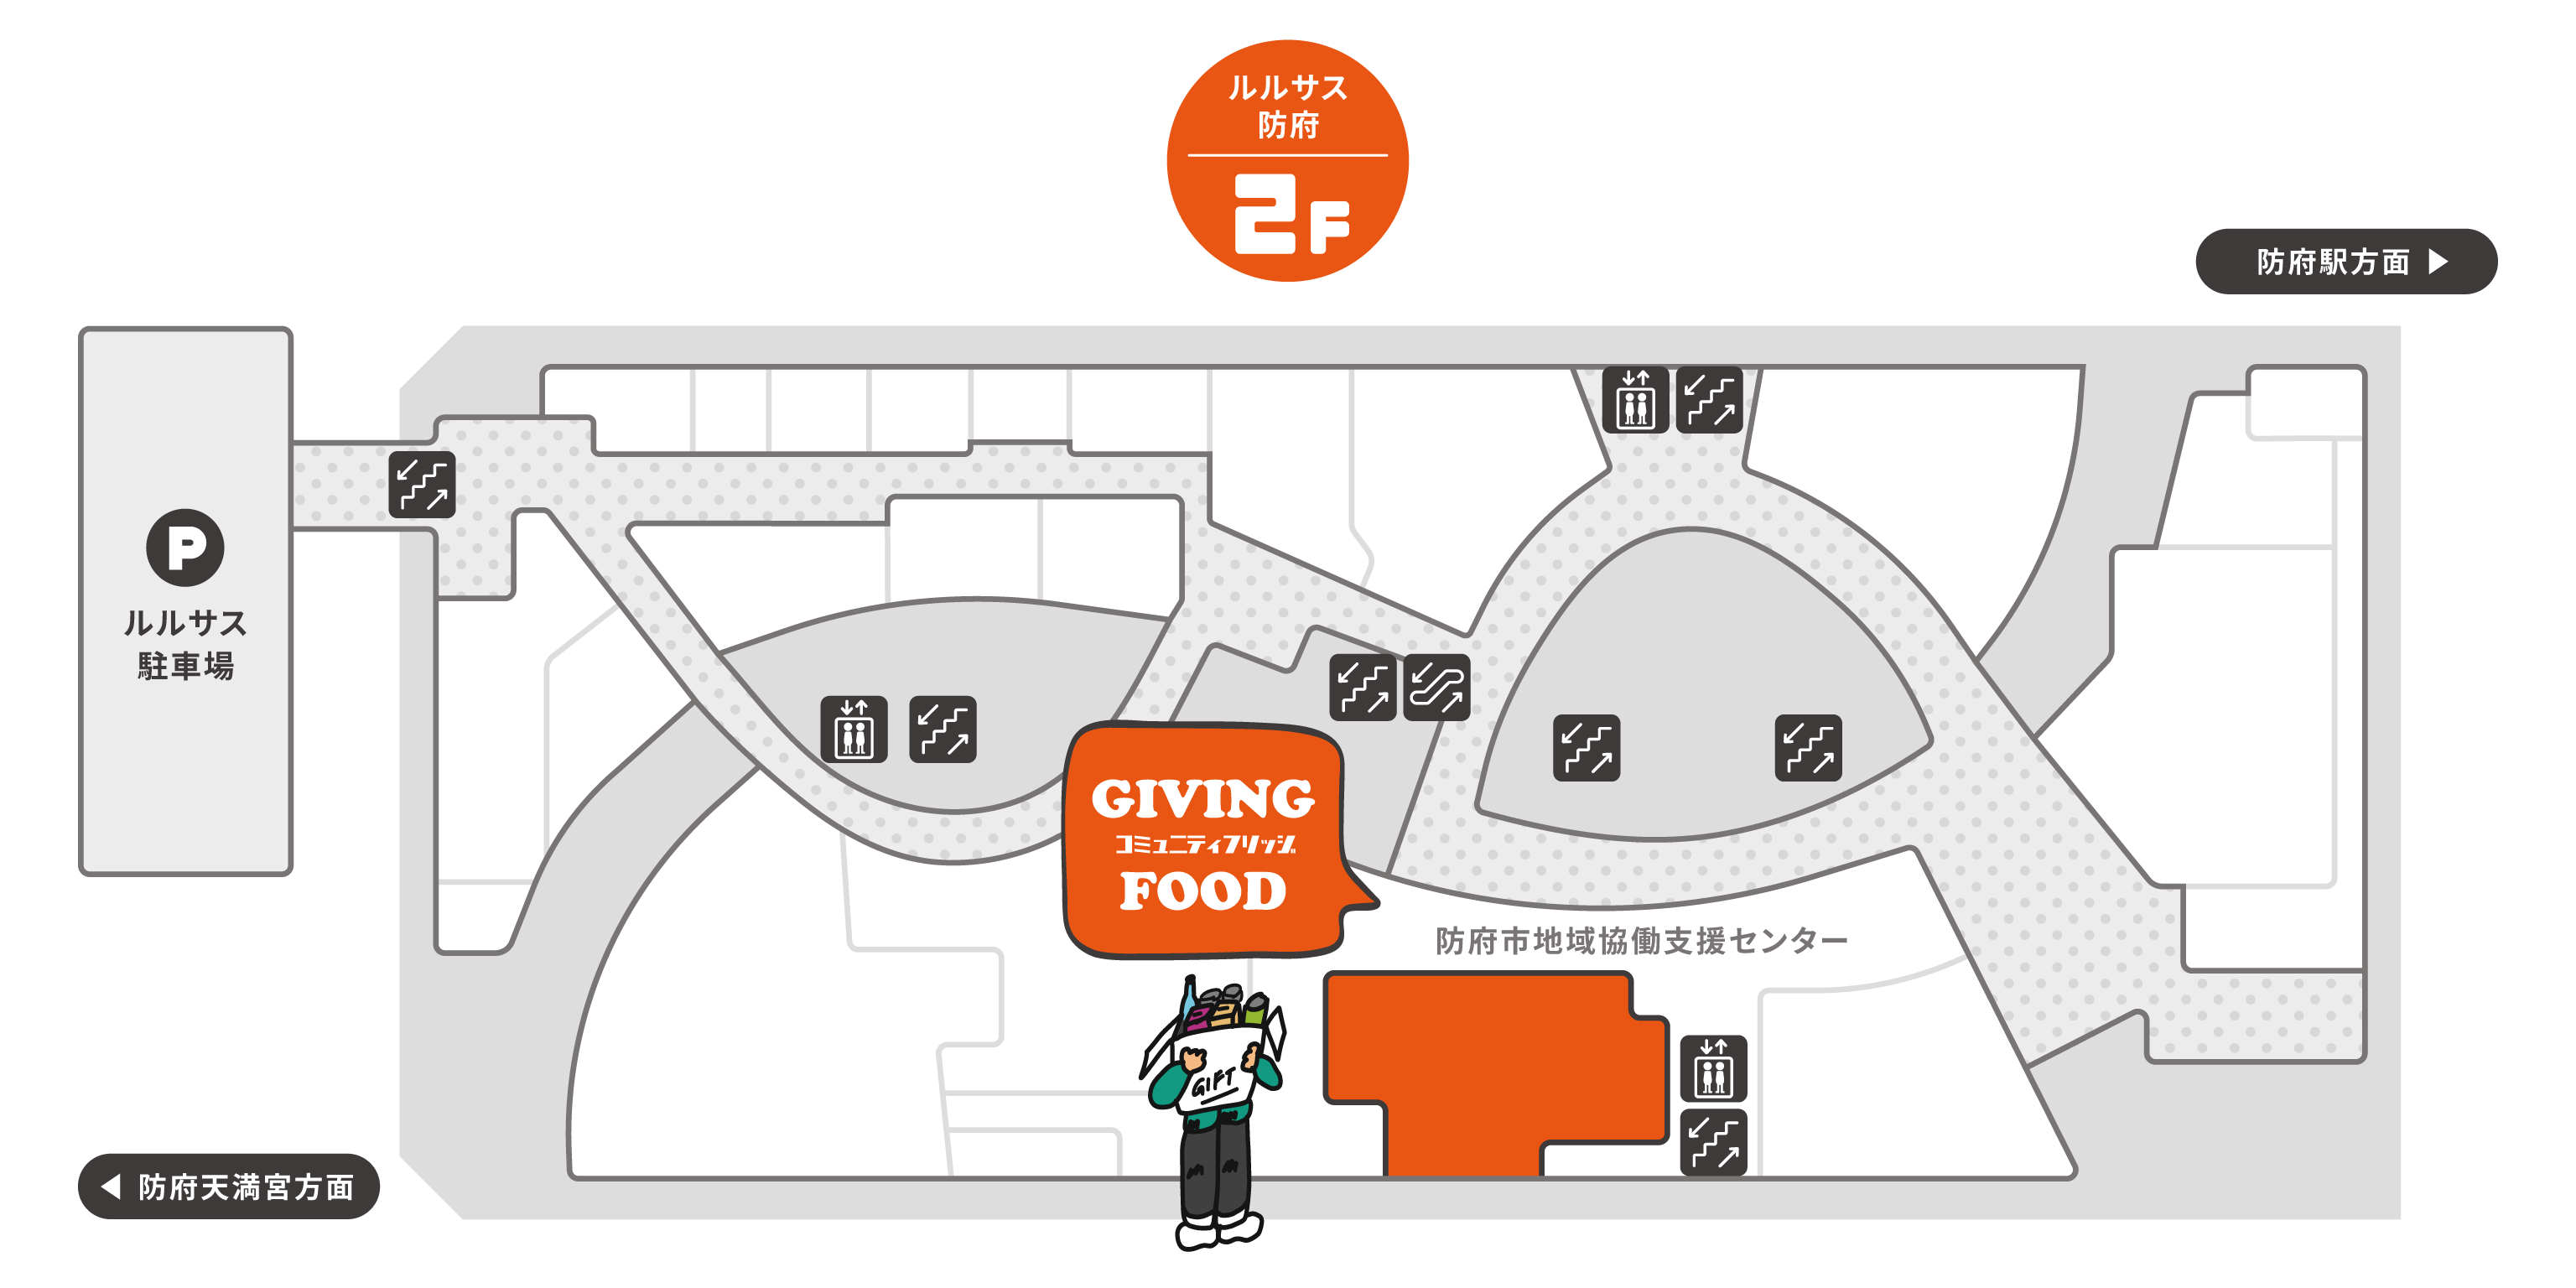 ルルサス
防府
2F
防府駅方面
P
ルルサス
駐車場
GIVING
コミュニティフリッジ
FOOD
防府市地域協働支援センター
GIFT
防府天満宮方面